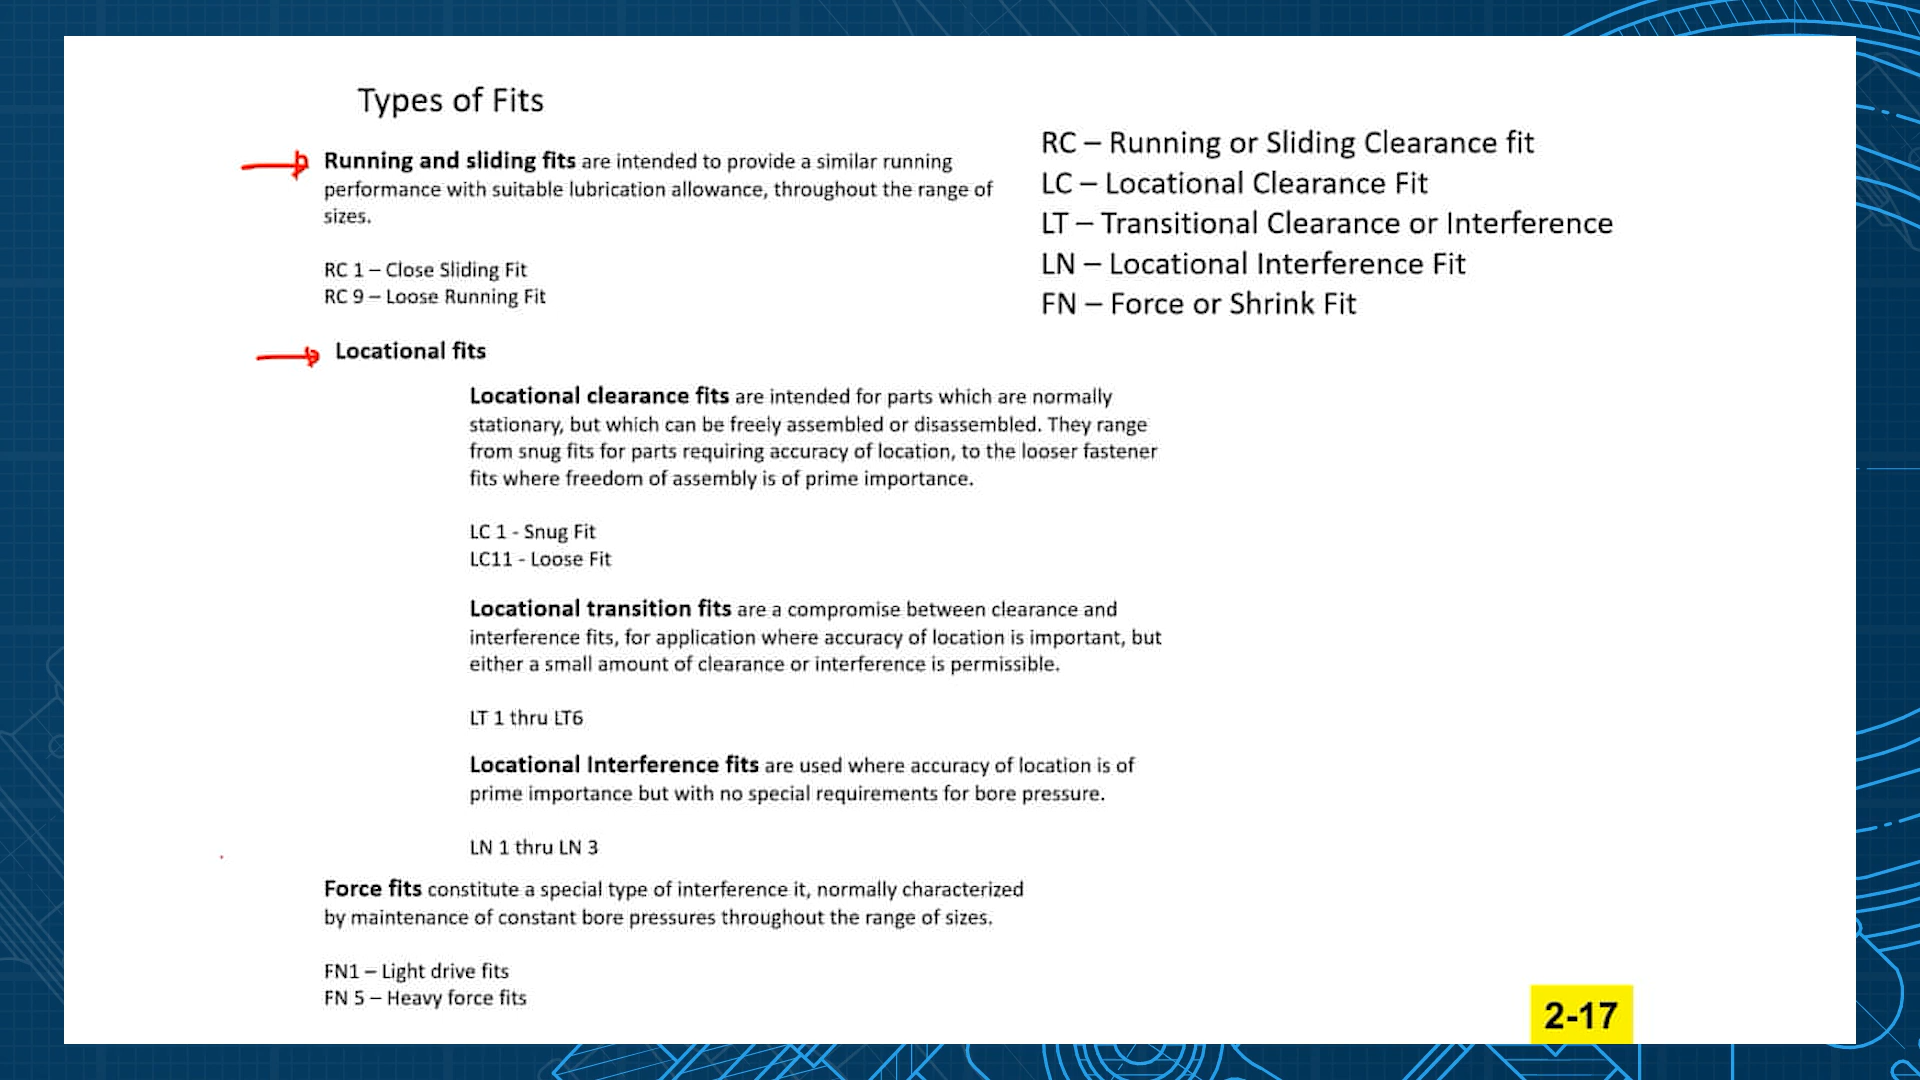 Types of Fits
Running and sliding fits are intended to provide a similar running
performance with suitable lubrication allowance, throughout the range of
sizes.
RC 1 – Close Sliding Fit
RC 9 – Loose Running Fit
RC – Running or Sliding Clearance fit
LC – Locational Clearance Fit
LT – Transitional Clearance or Interference
LN – Locational Interference Fit
FN – Force or Shrink Fit
Locational fits
Locational clearance fits are intended for parts which are normally
stationary, but which can be freely assembled or disassembled. They range
from snug fits for parts requiring accuracy of location, to the looser fastener
fits where freedom of assembly is of prime importance.
LC 1 - Snug Fit
LC11 - Loose Fit
Locational transition fits are a compromise between clearance and
interference fits, for application where accuracy of location is important, but
either a small amount of clearance or interference is permissible.
LT 1 thru LT6
Locational Interference fits are used where accuracy of location is of
prime importance but with no special requirements for bore pressure.
LN 1 thru LN 3
Force fits constitute a special type of interference it, normally characterized
by maintenance of constant bore pressures throughout the range of sizes.
FN1 – Light drive fits
FN 5 – Heavy force fits
2-17